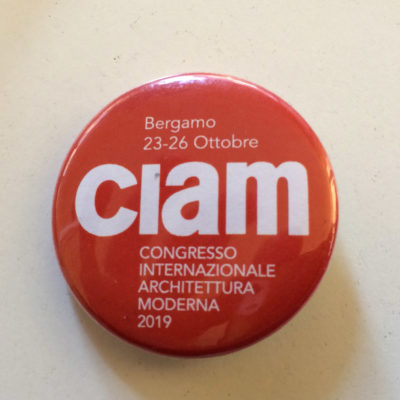 Bergamo
23-26 Ottobre
CIam
CONGRESSO
INTERNAZIONALE
ARCHITETTURA
MODERNA
2019